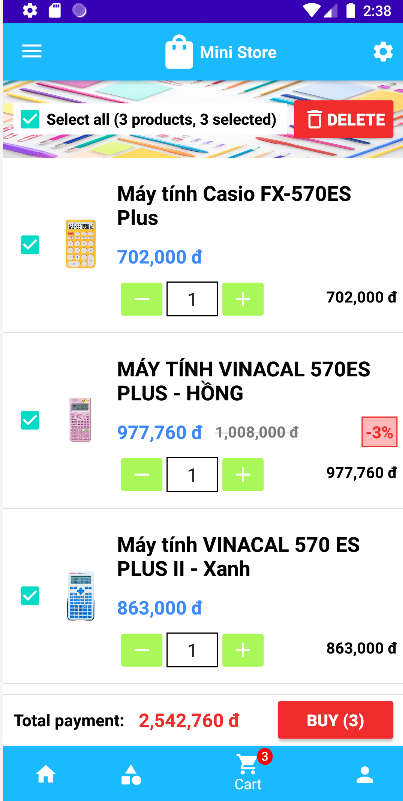 2:38
Mini Store
Select all (3 products, 3 selected)
DELETE
Máy tính Casio FX-570ES
Plus
702,000 đ
1
702,000 đ
MÁY TÍNH VINACAL 570ES
PLUS - HỒNG
977,760 đ 1,008,000 đ
-3%
1
977,760 đ
Máy tính VINACAL 570 ES
PLUS II - Xanh
863,000 đ
1
863,000 đ
Total payment: 2,542,760 đ
BUY (3)
3
Cart